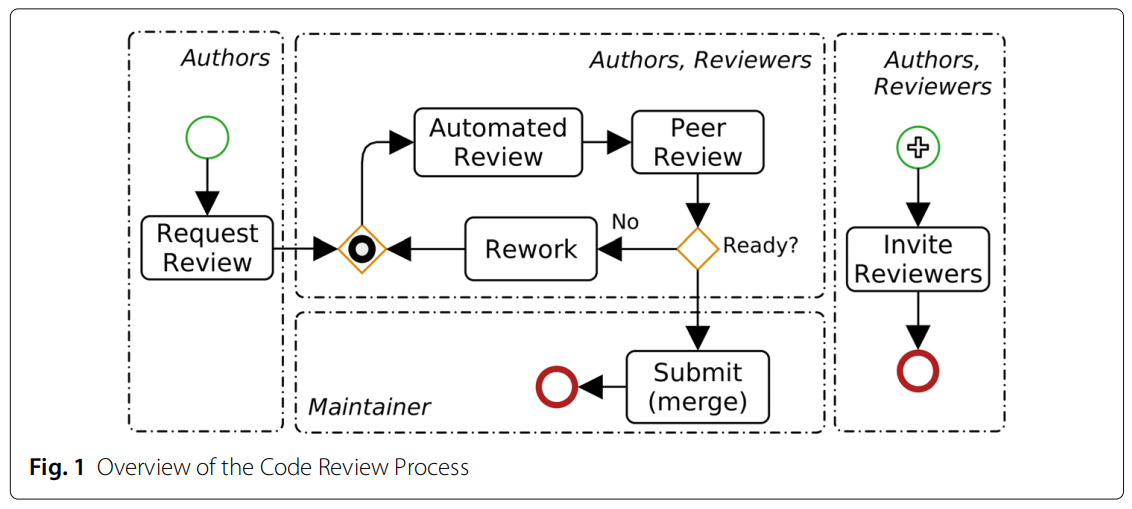 Authors
Authors, Reviewers
Authors,
Reviewers
Automated
Review
Peer
Review
Request
Review
Rework
No
Ready?
Invite
Reviewers
Submit
(merge)
Maintainer
Fig. 1 Overview of the Code Review Process